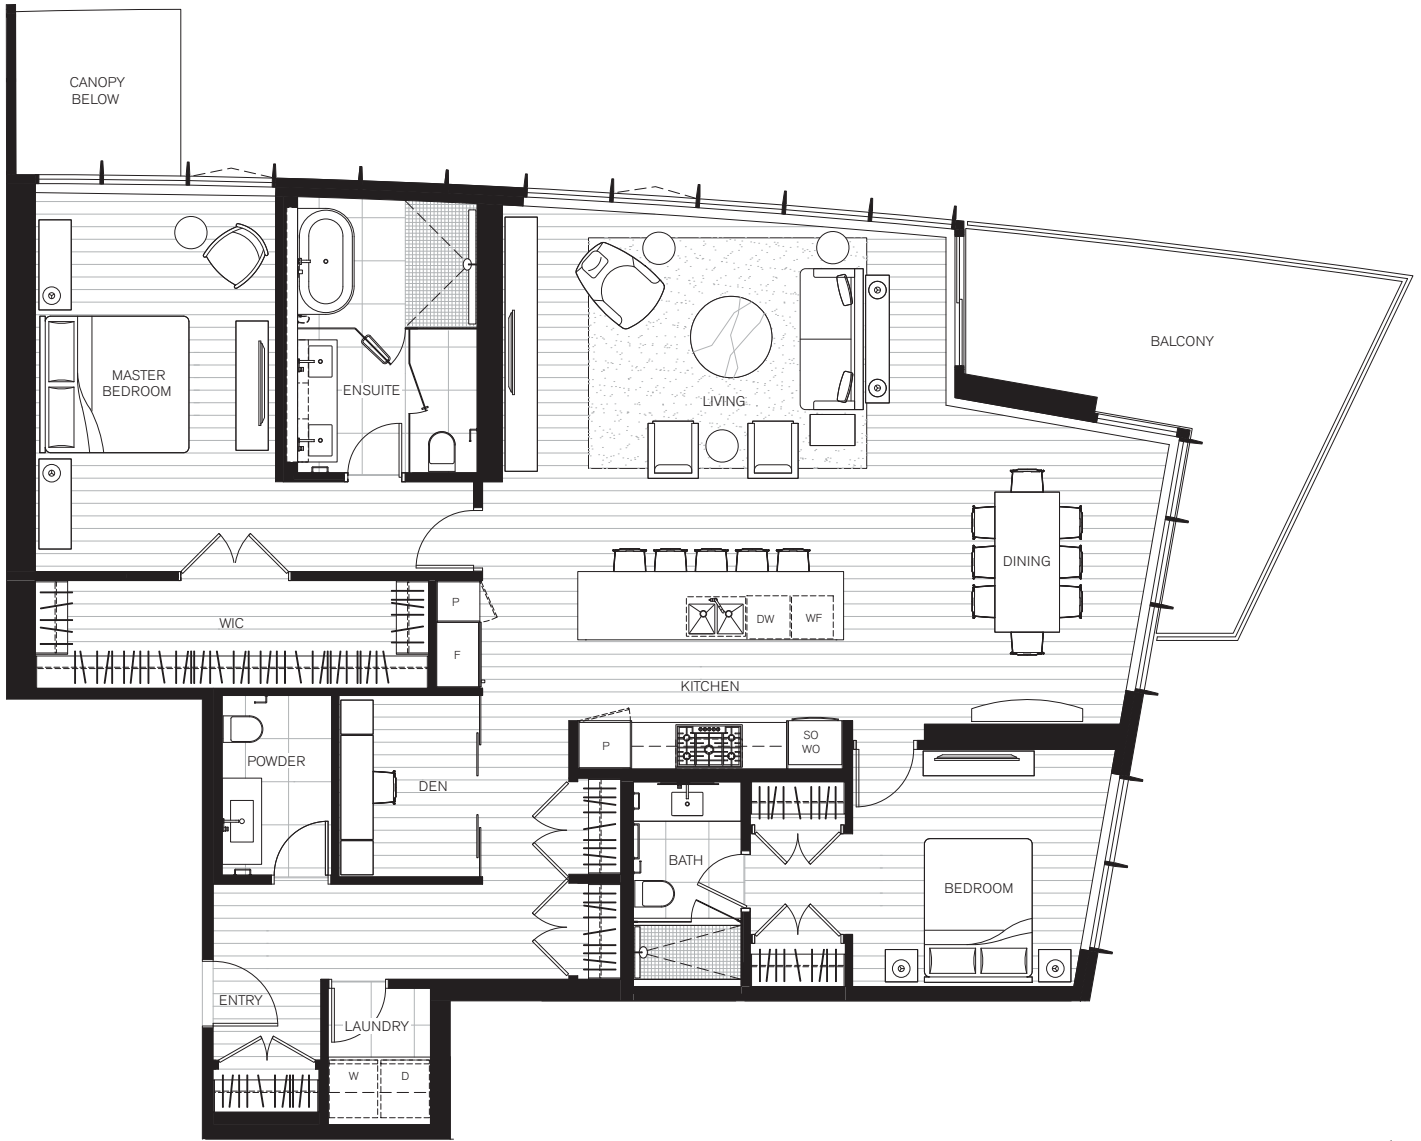 CANOPY
BELOW
MASTER
BEDROOM
ENSUITE
LIVING
BALCONY
DINING
WIC
P
F
DW
WF
KITCHEN
P
SO
WO
POWDER
DEN
BATH
BEDROOM
ENTRY
LAUNDRY
W
D